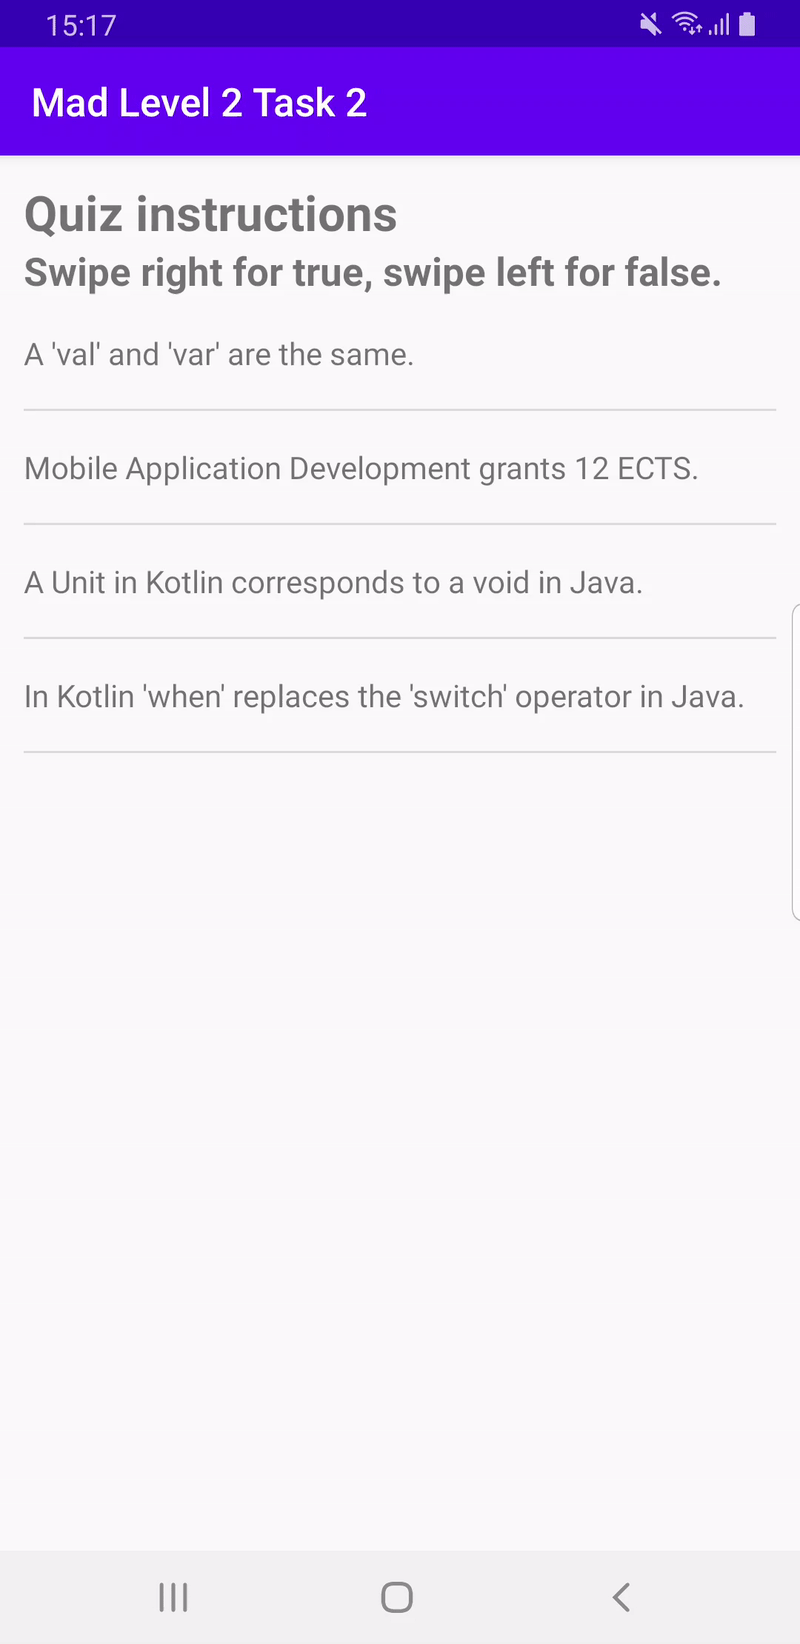 15:17
Mad Level 2 Task 2
Quiz instructions
Swipe right for true, swipe left for false.
A 'val' and 'var' are the same.
Mobile Application Development grants 12 ECTS.
A Unit in Kotlin corresponds to a void in Java.
In Kotlin 'when' replaces the 'switch' operator in Java.